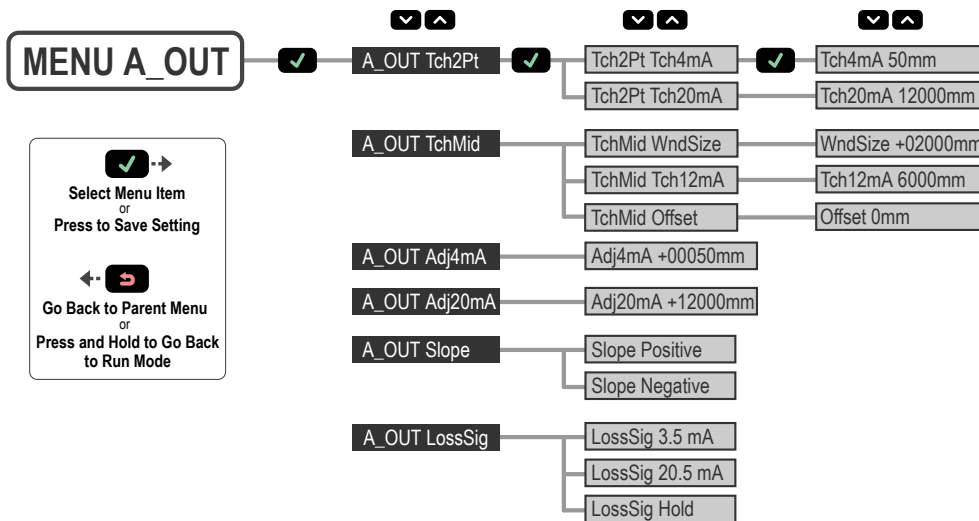 MENU A_OUT
A_OUT Tch2Pt
Tch2Pt Tch4mA
Tch4mA 50mm
Tch2Pt Tch20mA
Tch20mA 12000mm
A_OUT TchMid
TchMid WndSize
WndSize +02000mm
TchMid Tch12mA
Tch12mA 6000mm
TchMid Offset
Offset 0mm
A_OUT Adj4mA
Adj4mA +00050mm
A_OUT Adj20mA
Adj20mA +12000mm
A_OUT Slope
Slope Positive
Slope Negative
A_OUT LossSig
LossSig 3.5 mA
LossSig 20.5 mA
LossSig Hold
Select Menu Item
or
Press to Save Setting
Go Back to Parent Menu
or
Press and Hold to Go Back
to Run Mode